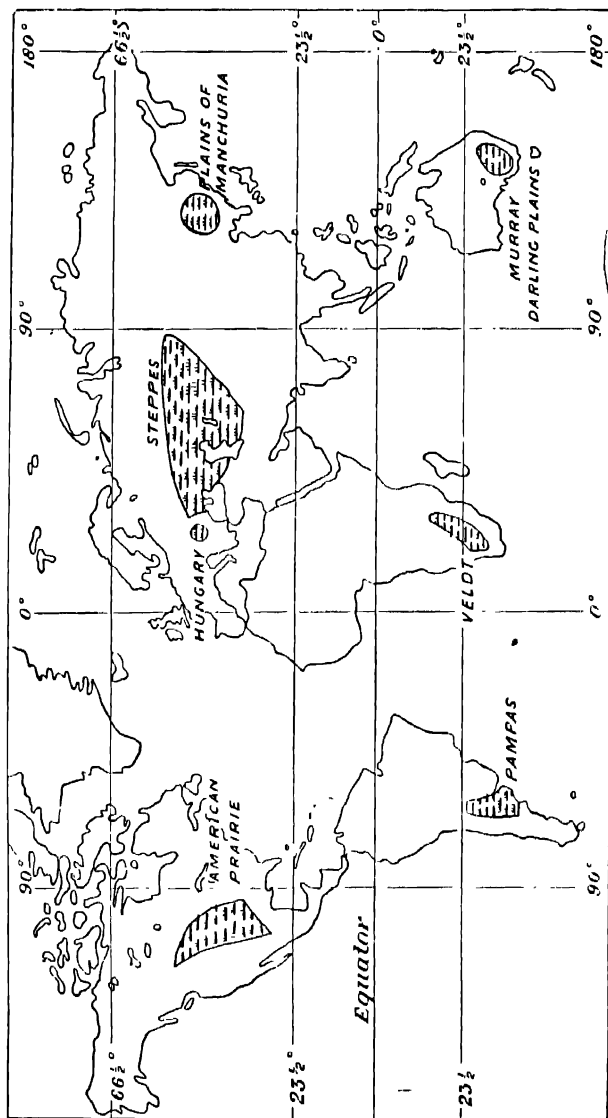 90°
0°
90°
180°
66½°
66½°
STEPPES
HUNGARY
AMERICAN
PRAIRIE
PLAINS OF
MANCHURIA
23½°
23½°
Equator
0
23½
23½°
VELDT
PAMPAS
MURRAY
DARLING PLAINS
90°
0°
90°
180°